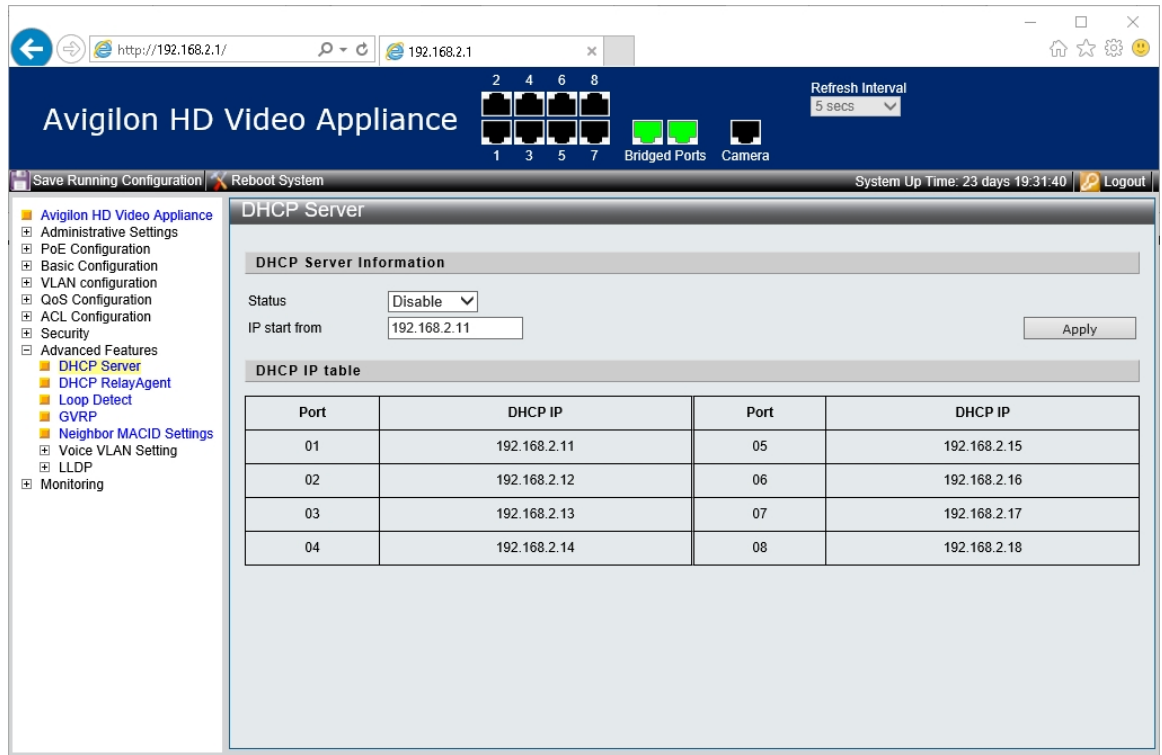 http://192.168.2.1/
192.168.2.1
Avigilon HD Video Appliance
2 4 6 8
1 3 5 7
Bridged Ports
Camera
Refresh Interval
5 secs
Save Running Configuration
Reboot System
System Up Time: 23 days 19:31:40
Logout
Avigilon HD Video Appliance
Administrative Settings
PoE Configuration
Basic Configuration
VLAN configuration
QoS Configuration
ACL Configuration
Security
Advanced Features
DHCP Server
DHCP RelayAgent
Loop Detect
GVRP
Neighbor MACID Settings
Voice VLAN Setting
LLDP
Monitoring
DHCP Server
DHCP Server Information
Status Disable
IP start from 192.168.2.11 Apply
DHCP IP table
Port DHCP IP Port DHCP IP
01 192.168.2.11 05 192.168.2.15
02 192.168.2.12 06 192.168.2.16
03 192.168.2.13 07 192.168.2.17
04 192.168.2.14 08 192.168.2.18